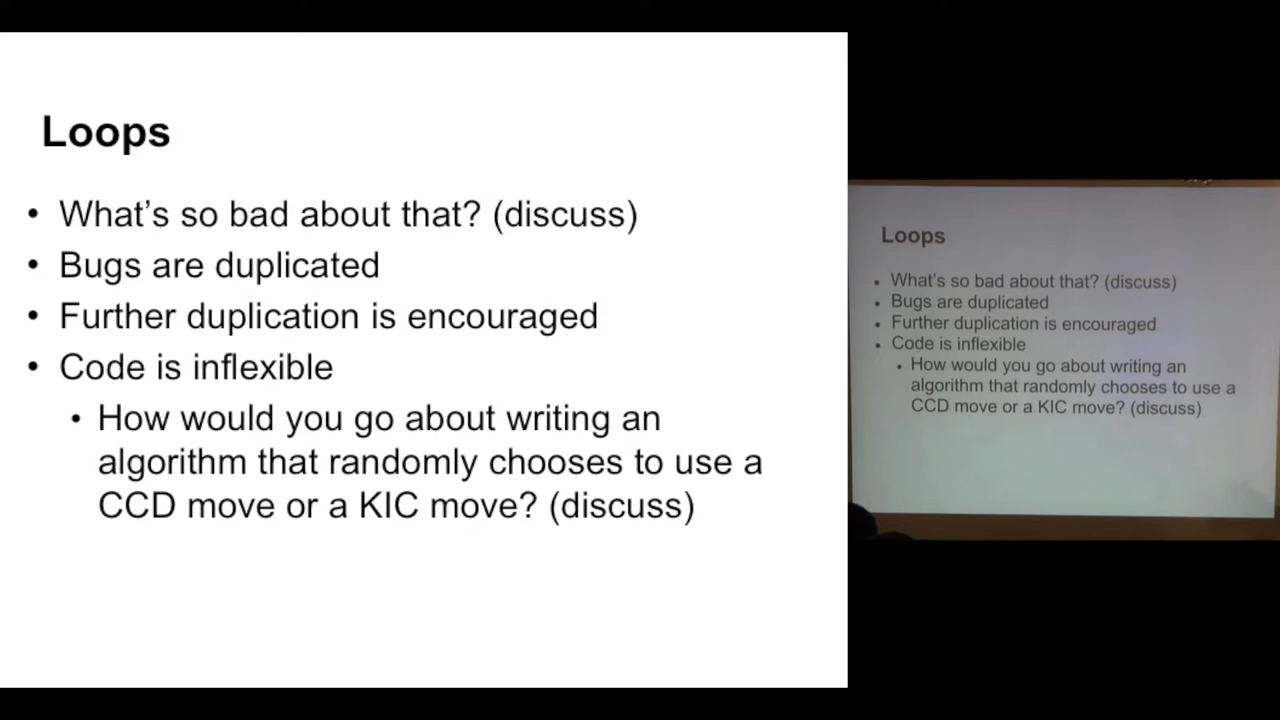 Loops
• What's so bad about that? (discuss)
• Bugs are duplicated
• Further duplication is encouraged
• Code is inflexible
• How would you go about writing an
algorithm that randomly chooses to use a
CCD move or a KIC move? (discuss)
Loops
• What's so bad about that? (discuss)
• Bugs are duplicated
• Further duplication is encouraged
• Code is inflexible
• How would you go about writing an
algorithm that randomly chooses to use a
CCD move or a KIC move? (discuss)